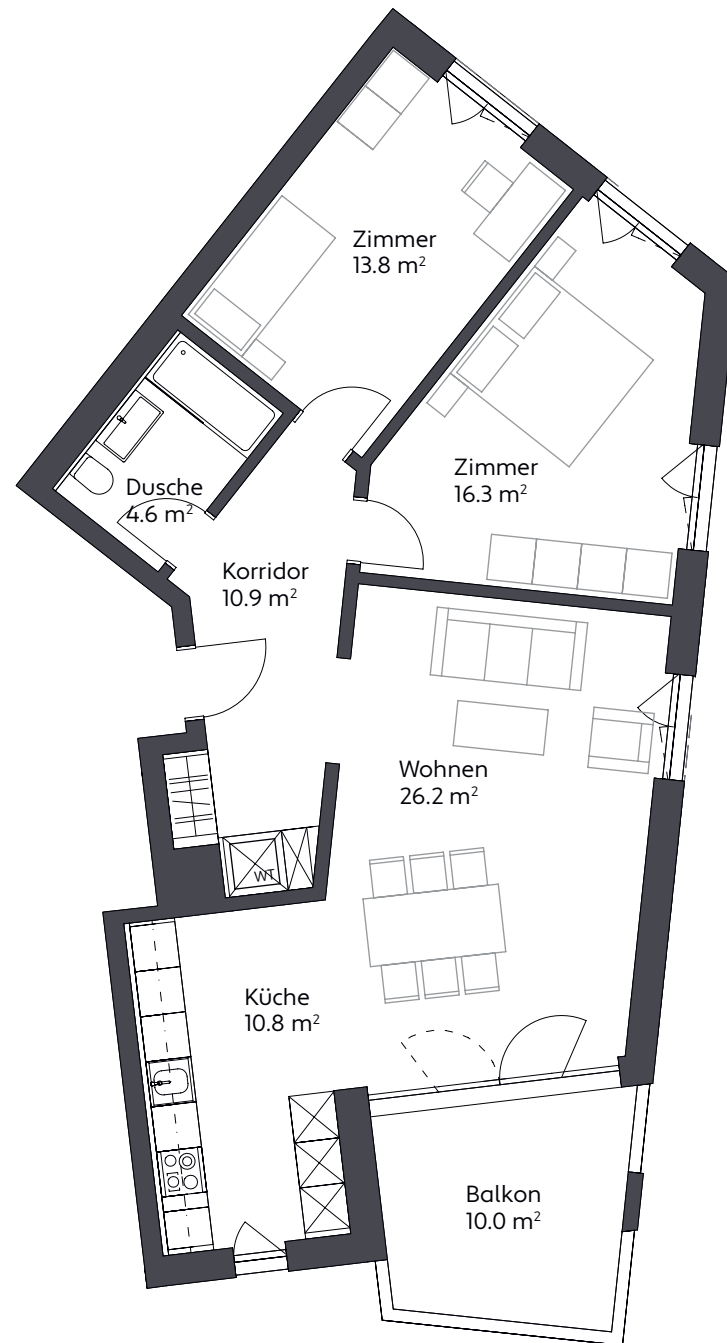 Zimmer
13.8 m²
Zimmer
16.3 m²
Dusche
4.6 m²
Korridor
10.9 m²
Wohnen
26.2 m²
WT
Küche
10.8 m²
Balkon
10.0 m²